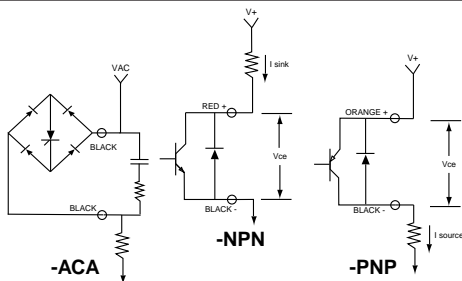 VAC
BLACK
BLACK
-ACA
V+
I sink
RED +
Vce
BLACK -
-NPN
V+
ORANGE +
Vce
BLACK -
I source
-PNP